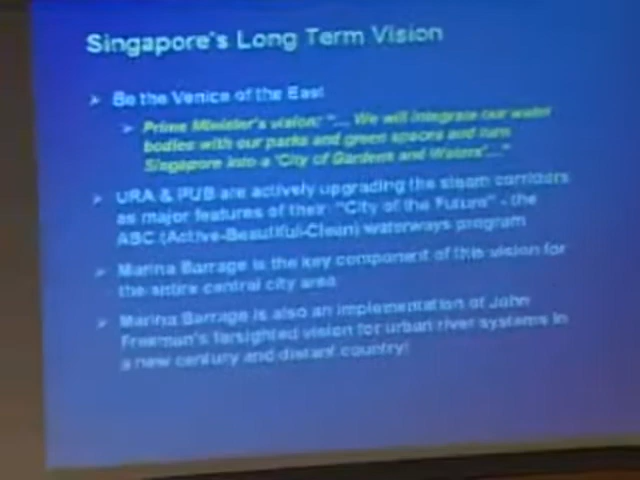 Singapore's Long Term Vision
Be the Venice of the East
Prime Minister's vision: "... We will integrate our water
bodies with our parks and green spaces and turn
Singapore into a 'City of Gardens and Waters'..."
URA & PUB are actively upgrading the steam corridors
as major features of their "City of the Future" - the
ABC (Active-Beautiful-Clean) waterways program
Marina Barrage is the key component of this vision for
the entire central city area
Marina Barrage is also an implementation of John
Freeman's farsighted vision for urban river systems in
a new century and distant country!